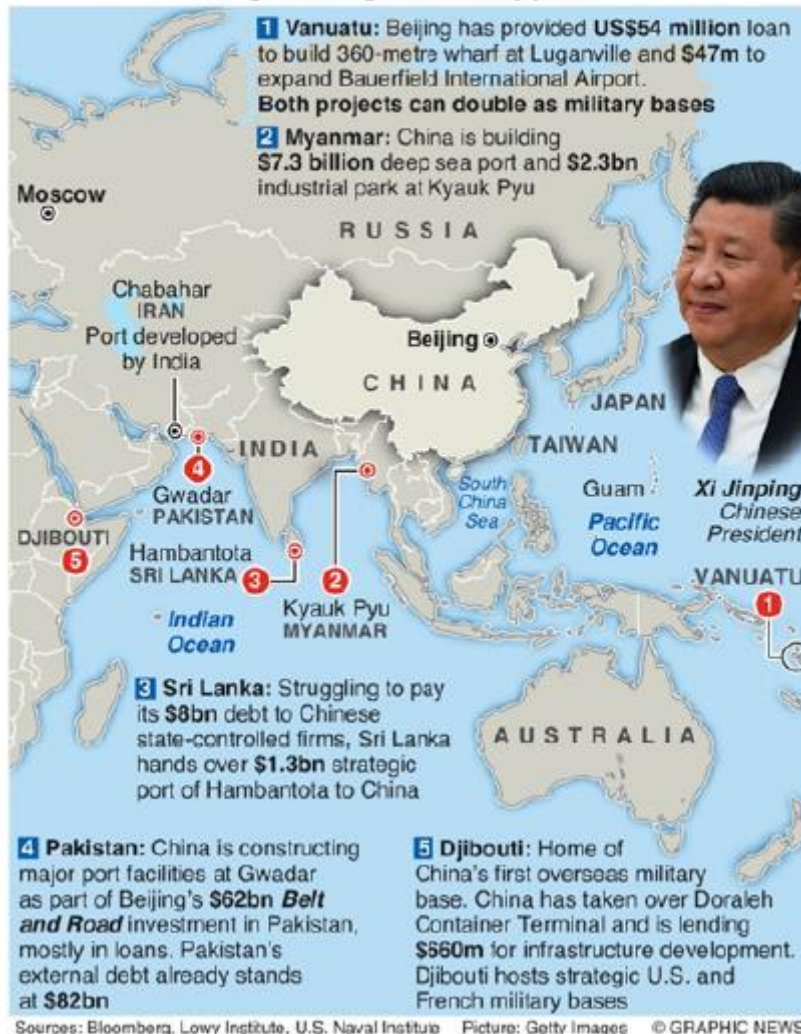 1 Vanuatu: Beijing has provided US$54 million loan
to build 360-metre wharf at Luganville and $47m to
expand Bauerfield International Airport.
Both projects can double as military bases
2 Myanmar: China is building
$7.3 billion deep sea port and $2.3bn
industrial park at Kyauk Pyu
Moscow
RUSSIA
Chabahar
IRAN
Port developed
by India
Beijing
CHINA
JAPAN
INDIA
TAIWAN
4
Gwadar
PAKISTAN
South
China
Sea
Guam
Pacific
Ocean
Xi Jinping
Chinese
President
DJIBOUTI
5
Hambantota
SRI LANKA
3
2
Kyauk Pyu
MYANMAR
VANUATU
1
Indian
Ocean
3 Sri Lanka: Struggling to pay
its $8bn debt to Chinese
state-controlled firms, Sri Lanka
hands over $1.3bn strategic
port of Hambantota to China
AUSTRALIA
4 Pakistan: China is constructing
major port facilities at Gwadar
as part of Beijing's $62bn Belt
and Road investment in Pakistan,
mostly in loans. Pakistan's
external debt already stands
at $82bn
5 Djibouti: Home of
China's first overseas military
base. China has taken over Doraleh
Container Terminal and is lending
$660m for infrastructure development.
Djibouti hosts strategic U.S. and
French military bases
Sources: Bloomberg, Lowy Institute, U.S. Naval Institute Picture: Getty Images © GRAPHIC NEWS